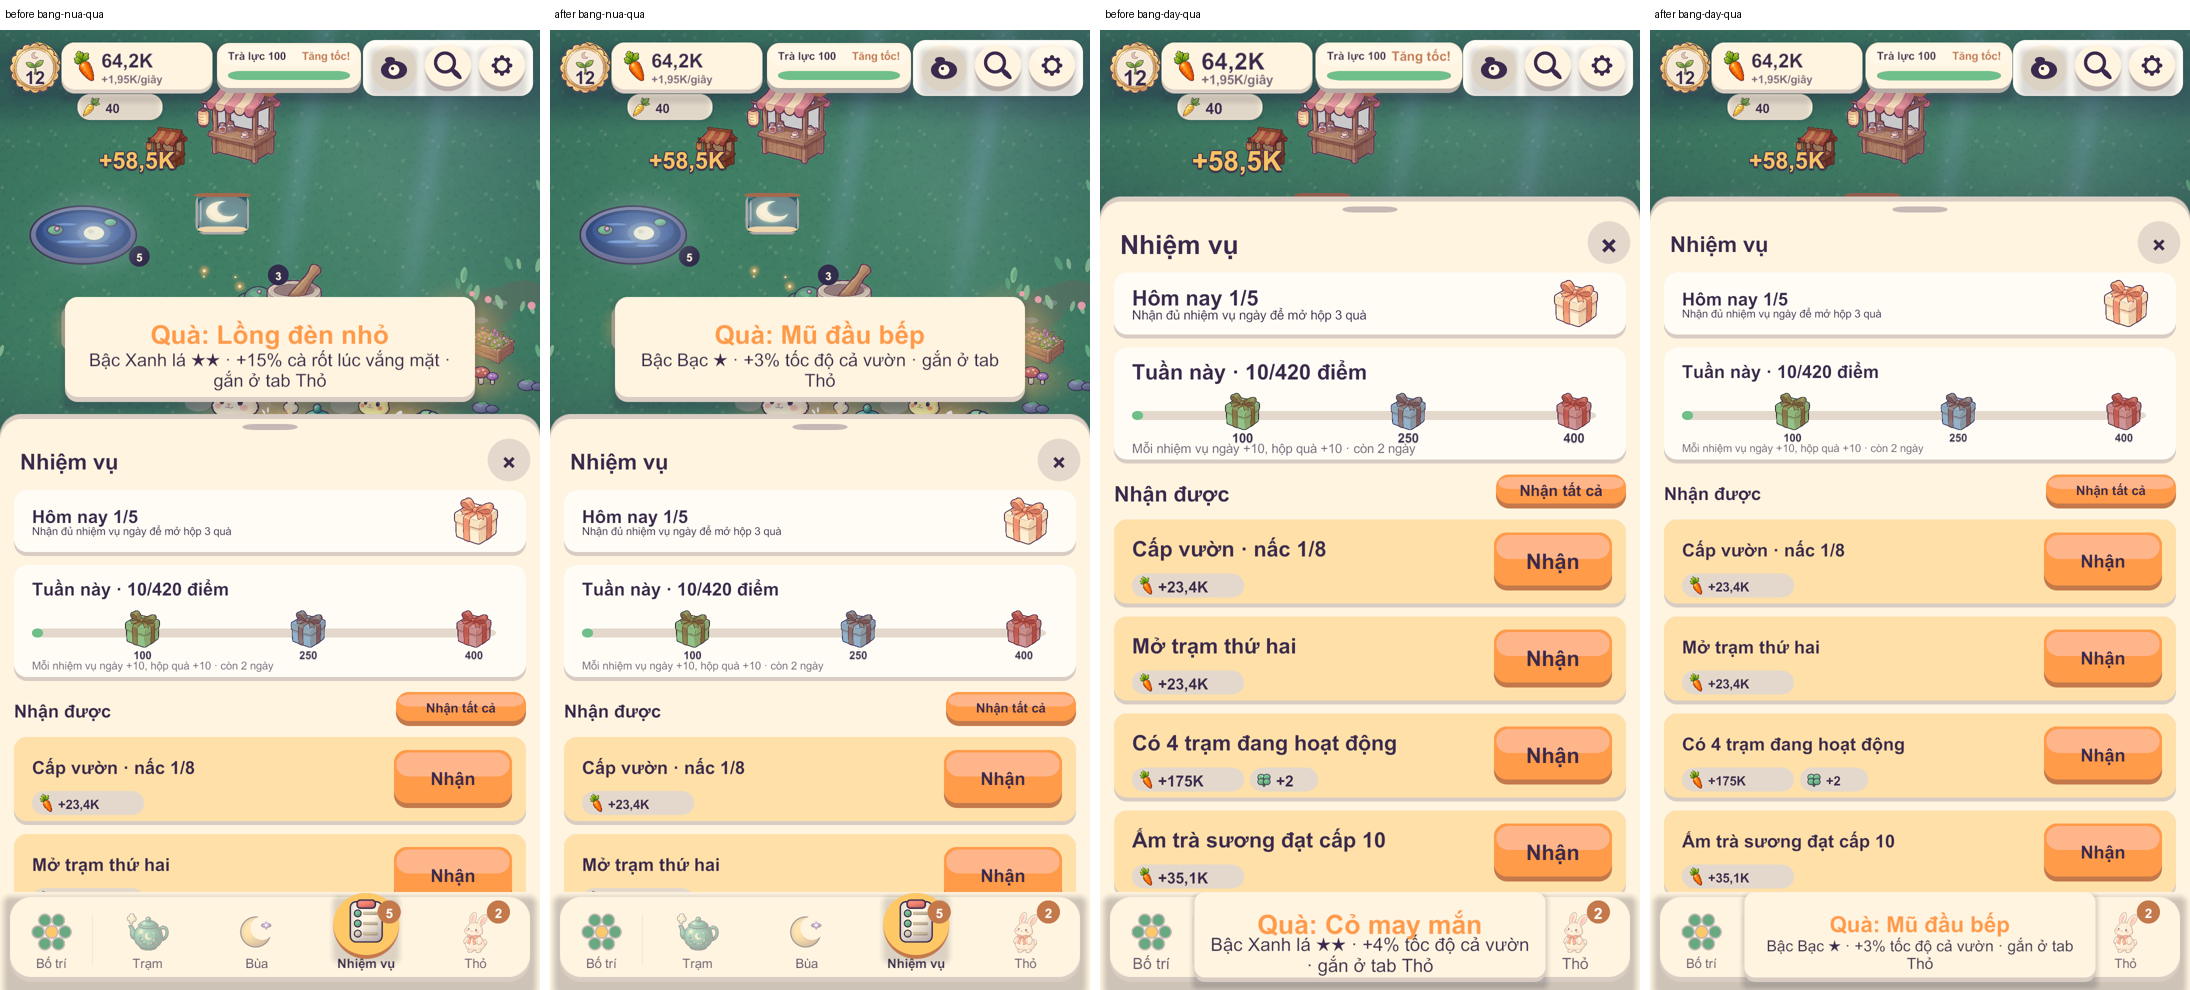 before bang-nua-qua
12
64,2K
+1,95K/giây
Trà lực 100
Tăng tốc!
40
+58,5K
5
3
Quà: Lồng đèn nhỏ
Bậc Xanh lá ★★ · +15% cà rốt lúc vắng mặt ·
gắn ở tab Thỏ
Nhiệm vụ
×
Hôm nay 1/5
Nhận đủ nhiệm vụ ngày để mở hộp 3 quà
Tuần này · 10/420 điểm
100
250
400
Mỗi nhiệm vụ ngày +10, hộp quà +10 · còn 2 ngày
Nhận được
Nhận tất cả
Cấp vườn · nấc 1/8
+23,4K
Nhận
Mở trạm thứ hai
Nhận
Bố trí
Trạm
Bùa
5
Nhiệm vụ
2
Thỏ
after bang-nua-qua
12
64,2K
+1,95K/giây
Trà lực 100
Tăng tốc!
40
+58,5K
5
3
Quà: Mũ đầu bếp
Bậc Bạc ★ · +3% tốc độ cả vườn · gắn ở tab
Thỏ
Nhiệm vụ
×
Hôm nay 1/5
Nhận đủ nhiệm vụ ngày để mở hộp 3 quà
Tuần này · 10/420 điểm
100
250
400
Mỗi nhiệm vụ ngày +10, hộp quà +10 · còn 2 ngày
Nhận được
Nhận tất cả
Cấp vườn · nấc 1/8
+23,4K
Nhận
Mở trạm thứ hai
Nhận
Bố trí
Trạm
Bùa
5
Nhiệm vụ
2
Thỏ
before bang-day-qua
12
64,2K
+1,95K/giây
Trà lực 100
Tăng tốc!
40
+58,5K
Nhiệm vụ
×
Hôm nay 1/5
Nhận đủ nhiệm vụ ngày để mở hộp 3 quà
Tuần này · 10/420 điểm
100
250
400
Mỗi nhiệm vụ ngày +10, hộp quà +10 · còn 2 ngày
Nhận được
Nhận tất cả
Cấp vườn · nấc 1/8
+23,4K
Nhận
Mở trạm thứ hai
+23,4K
Nhận
Có 4 trạm đang hoạt động
+175K
+2
Nhận
Ấm trà sương đạt cấp 10
+35,1K
Nhận
Bố trí
Quà: Cỏ may mắn
Bậc Xanh lá ★★ · +4% tốc độ cả vườn
· gắn ở tab Thỏ
2
Thỏ
after bang-day-qua
12
64,2K
+1,95K/giây
Trà lực 100
Tăng tốc!
40
+58,5K
Nhiệm vụ
×
Hôm nay 1/5
Nhận đủ nhiệm vụ ngày để mở hộp 3 quà
Tuần này · 10/420 điểm
100
250
400
Mỗi nhiệm vụ ngày +10, hộp quà +10 · còn 2 ngày
Nhận được
Nhận tất cả
Cấp vườn · nấc 1/8
+23,4K
Nhận
Mở trạm thứ hai
+23,4K
Nhận
Có 4 trạm đang hoạt động
+175K
+2
Nhận
Ấm trà sương đạt cấp 10
+35,1K
Nhận
Bố trí
Quà: Mũ đầu bếp
Bậc Bạc ★ · +3% tốc độ cả vườn · gắn ở tab
Thỏ
2
Thỏ